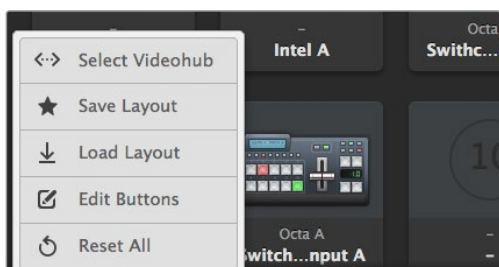 –
–
Octa
Intel A
Swithc...
Select Videohub
Save Layout
Load Layout
Edit Buttons
Reset All
10
Octa A
Switch...nput A
–
–